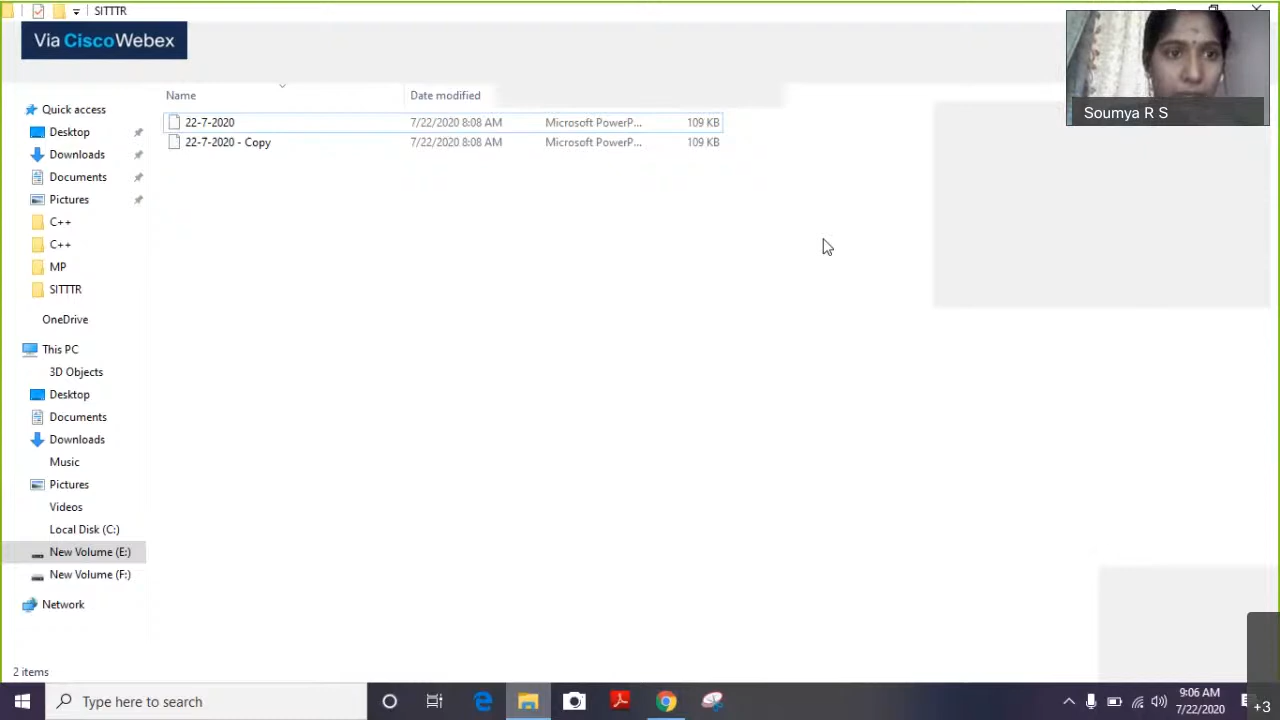 SITTTR
Via CiscoWebex
Soumya R S
Name Date modified
22-7-2020 7/22/2020 8:08 AM Microsoft PowerP... 109 KB
22-7-2020 - Copy 7/22/2020 8:08 AM Microsoft PowerP... 109 KB
Quick access
Desktop
Downloads
Documents
Pictures
C++
C++
MP
SITTTR
OneDrive
This PC
3D Objects
Desktop
Documents
Downloads
Music
Pictures
Videos
Local Disk (C:)
New Volume (E:)
New Volume (F:)
Network
2 items
Type here to search
9:06 AM
7/22/2020
+3